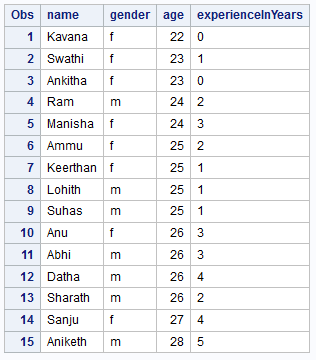 Obs name gender age experienceInYears
1 Kavana f 22 0
2 Swathi f 23 1
3 Ankitha f 23 0
4 Ram m 24 2
5 Manisha f 24 3
6 Ammu f 25 2
7 Keerthan f 25 1
8 Lohith m 25 1
9 Suhas m 25 1
10 Anu f 26 3
11 Abhi m 26 3
12 Datha m 26 4
13 Sharath m 26 2
14 Sanju f 27 4
15 Aniketh m 28 5